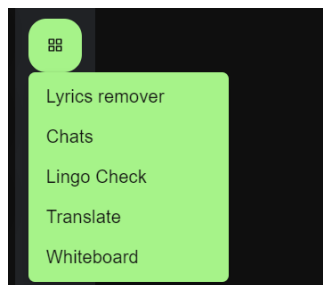 Lyrics remover
Chats
Lingo Check
Translate
Whiteboard